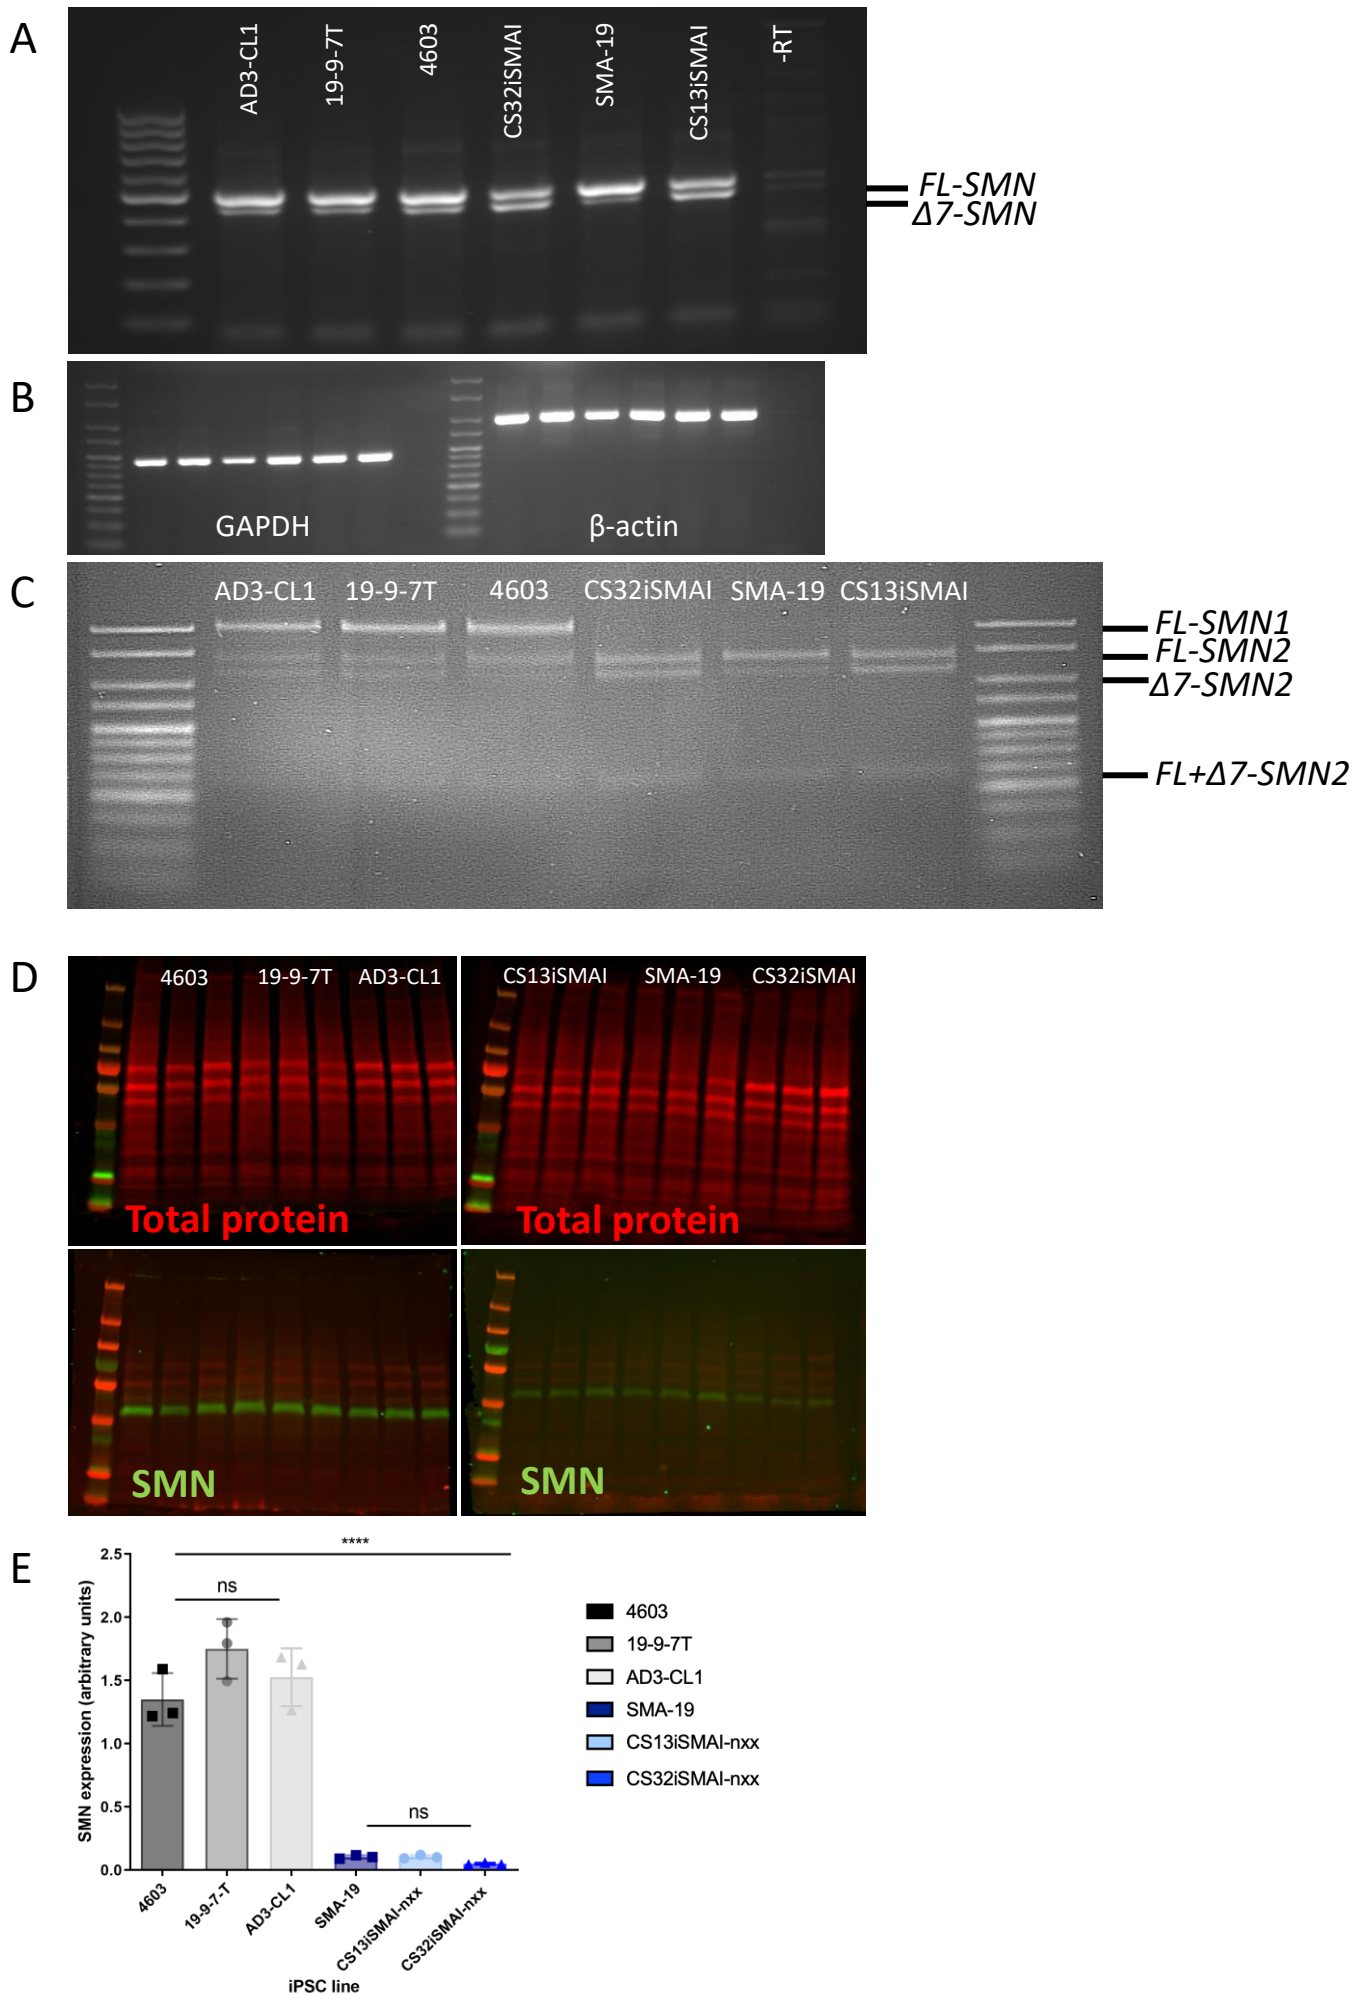 A
AD3-CL1
19-9-7T
4603
CS32iSMAI
SMA-19
CS13iSMAI
-RT
FL-SMN
Δ7-SMN
B
GAPDH
β-actin
C
AD3-CL1
19-9-7T
4603
CS32iSMAI
SMA-19
CS13iSMAI
FL-SMN1
FL-SMN2
Δ7-SMN2
FL+Δ7-SMN2
D
4603
19-9-7T
AD3-CL1
CS13iSMAI
SMA-19
CS32iSMAI
Total protein
Total protein
SMN
SMN
E
****
ns
ns
SMN expression (arbitrary units)
2.5
2.0
1.5
1.0
0.5
0.0
4603
19-9-7-T
AD3-CL1
SMA-19
CS13iSMAI-nxx
CS32iSMAI-nxx
iPSC line
4603
19-9-7T
AD3-CL1
SMA-19
CS13iSMAI-nxx
CS32iSMAI-nxx